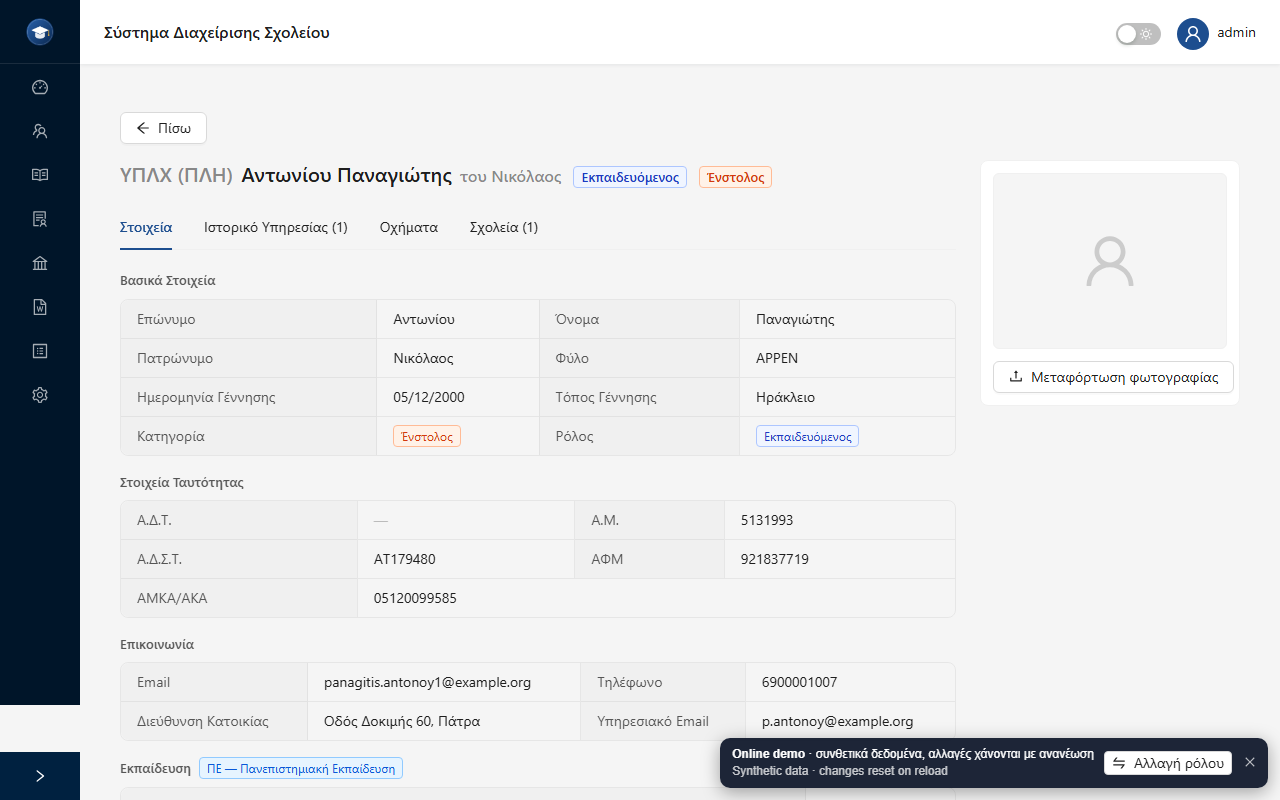 Σύστημα Διαχείρισης Σχολείου
admin
Πίσω
ΥΠΛΧ (ΠΛΗ) Αντωνίου Παναγιώτης του Νικόλαος Εκπαιδευόμενος Ένστολος
Στοιχεία Ιστορικό Υπηρεσίας (1) Οχήματα Σχολεία (1)
Βασικά Στοιχεία
Επώνυμο Αντωνίου Όνομα Παναγιώτης
Πατρώνυμο Νικόλαος Φύλο ΑΡΡΕΝ
Ημερομηνία Γέννησης 05/12/2000 Τόπος Γέννησης Ηράκλειο
Κατηγορία Ένστολος Ρόλος Εκπαιδευόμενος
Μεταφόρτωση φωτογραφίας
Στοιχεία Ταυτότητας
Α.Δ.Τ. — Α.Μ. 5131993
Α.Δ.Σ.Τ. ΑΤ179480 ΑΦΜ 921837719
ΑΜΚΑ/ΑΚΑ 05120099585
Επικοινωνία
Email panagitis.antonoy1@example.org Τηλέφωνο 6900001007
Διεύθυνση Κατοικίας Οδός Δοκιμής 60, Πάτρα Υπηρεσιακό Email p.antonoy@example.org
Εκπαίδευση ΠΕ — Πανεπιστημιακή Εκπαίδευση
Online demo · συνθετικά δεδομένα, αλλαγές χάνονται με ανανέωση
Synthetic data · changes reset on reload
Αλλαγή ρόλου